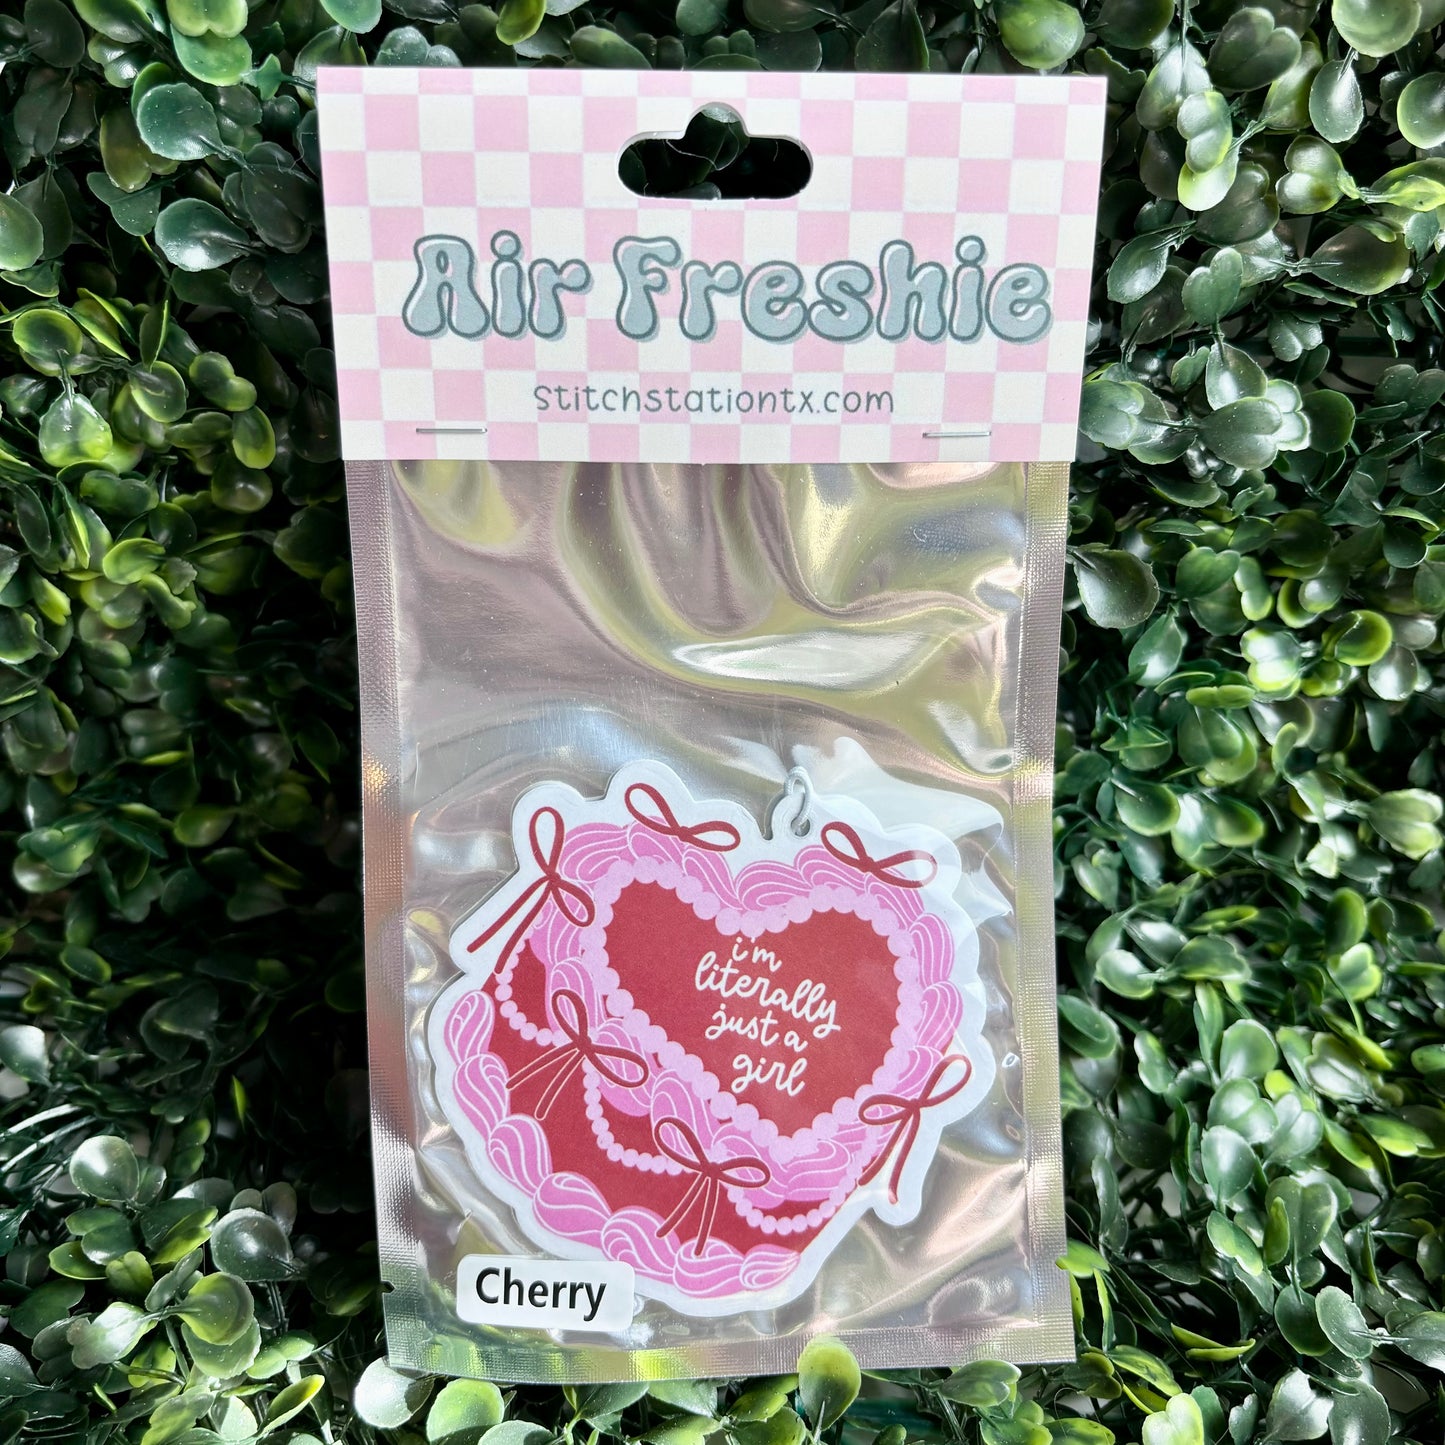 Air Freshie
stitchstationtx.com
i'm
literally
just a
girl
Cherry